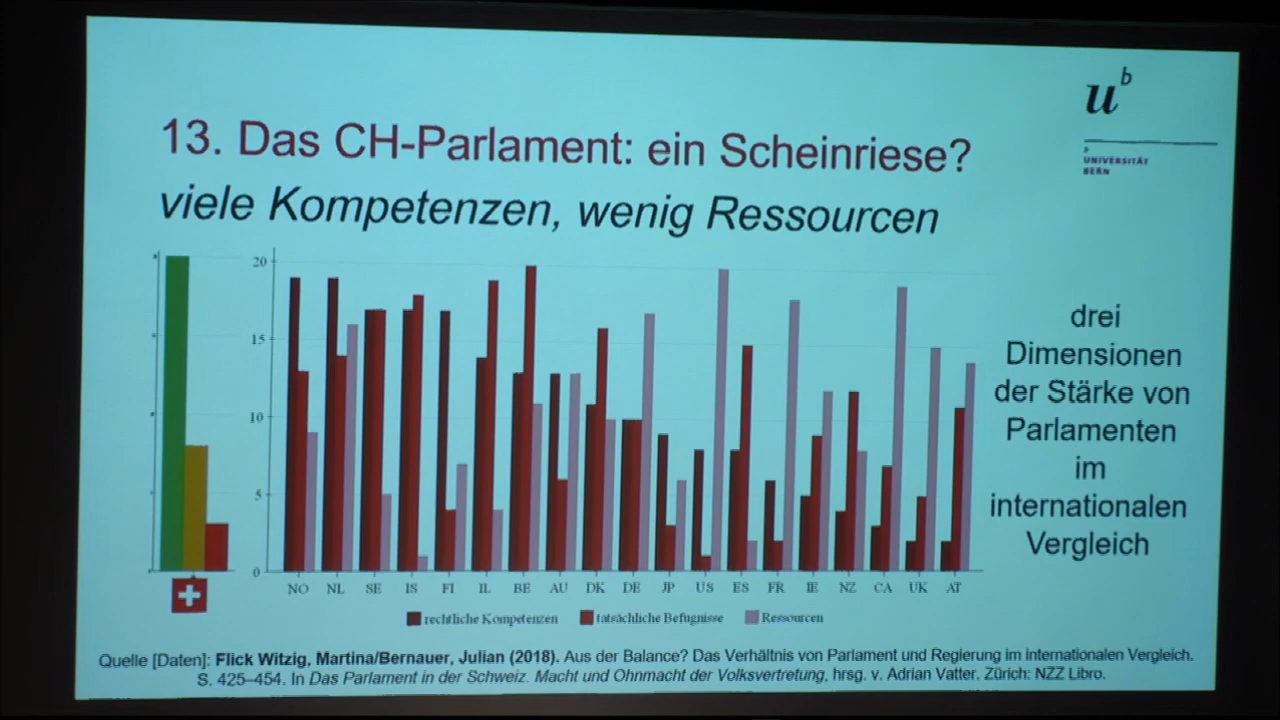 u^b
b
UNIVERSITÄT
BERN
13. Das CH-Parlament: ein Scheinriese?
viele Kompetenzen, wenig Ressourcen
20
15
10
5
0
NO NL SE IS FI IL BE AU DK DE JP US ES FR IE NZ CA UK AT
rechtliche Kompetenzen tatsächliche Befugnisse Ressourcen
drei
Dimensionen
der Stärke von
Parlamenten
im
internationalen
Vergleich
Quelle [Daten]: Flick Witzig, Martina/Bernauer, Julian (2018). Aus der Balance? Das Verhältnis von Parlament und Regierung im internationalen Vergleich.
S. 425–454. In Das Parlament in der Schweiz. Macht und Ohnmacht der Volksvertretung, hrsg. v. Adrian Vatter. Zürich: NZZ Libro.